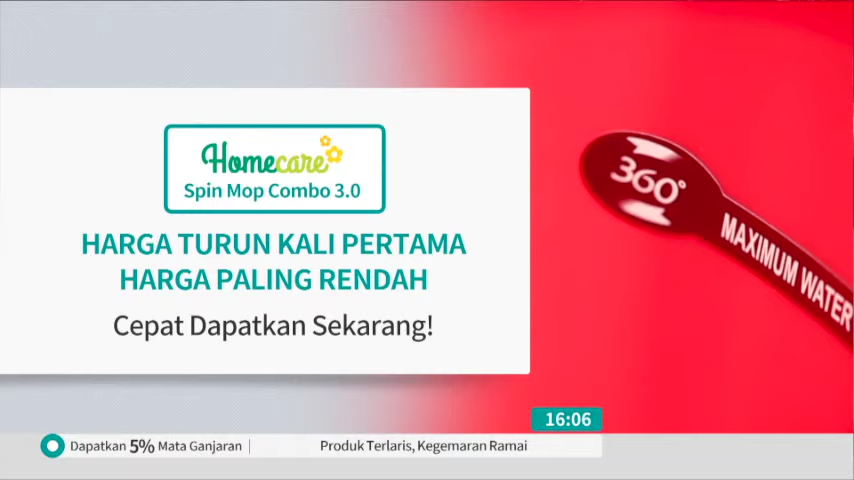 Homecare
Spin Mop Combo 3.0
HARGA TURUN KALI PERTAMA
HARGA PALING RENDAH
Cepat Dapatkan Sekarang!
360°
MAXIMUM WATER
16:06
Dapatkan 5% Mata Ganjaran | Produk Terlaris, Kegemaran Ramai